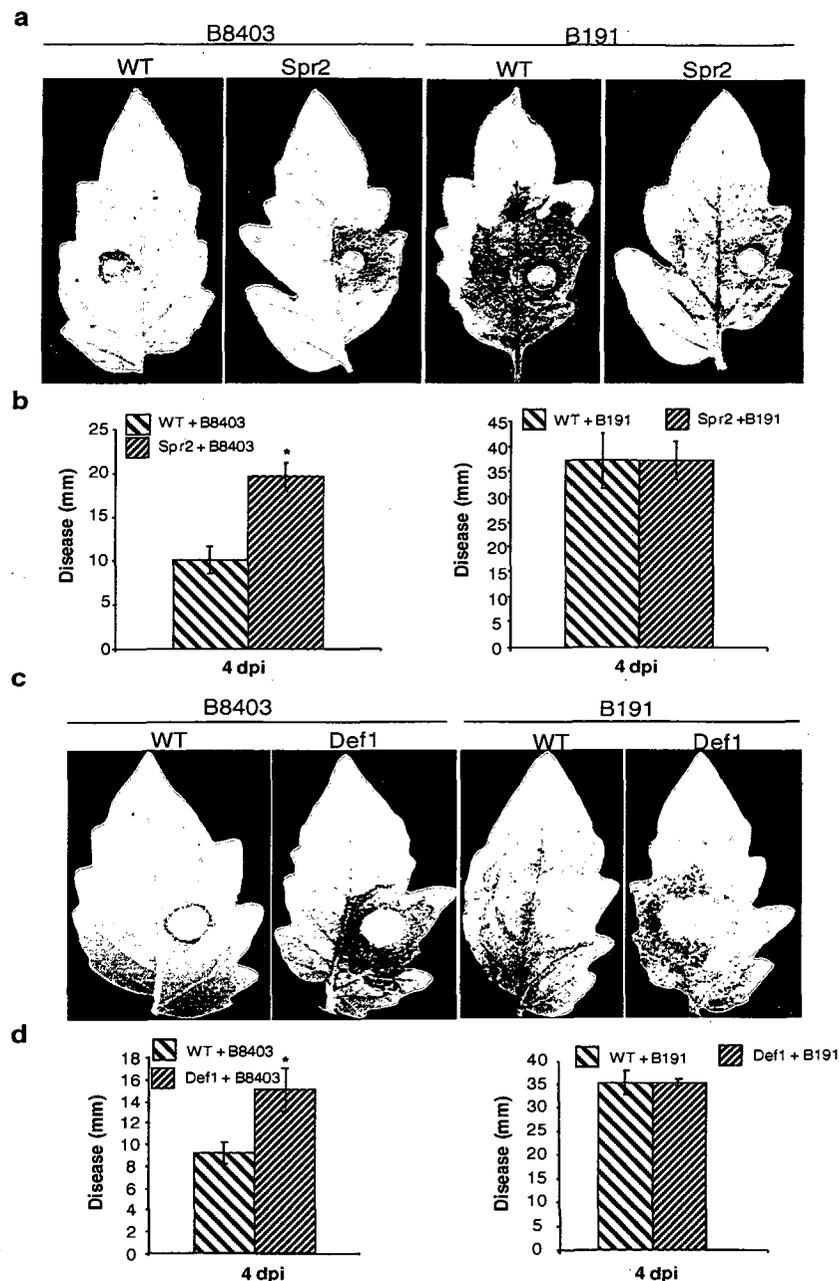 a
B8403 B191
WT Spr2 WT Spr2
b
WT + B8403
Spr2 + B8403
*
Disease (mm)
25
20
15
10
5
0
4 dpi
WT + B191 Spr2 +B191
Disease (mm)
45
40
35
30
25
20
15
10
5
0
4 dpi
c
B8403 B191
WT Def1 WT Def1
d
WT + B8403
Def1 + B8403
*
Disease (mm)
18
16
14
12
10
8
6
4
2
0
4 dpi
WT + B191 Def1 + B191
Disease (mm)
40
35
30
25
20
15
10
5
0
4 dpi